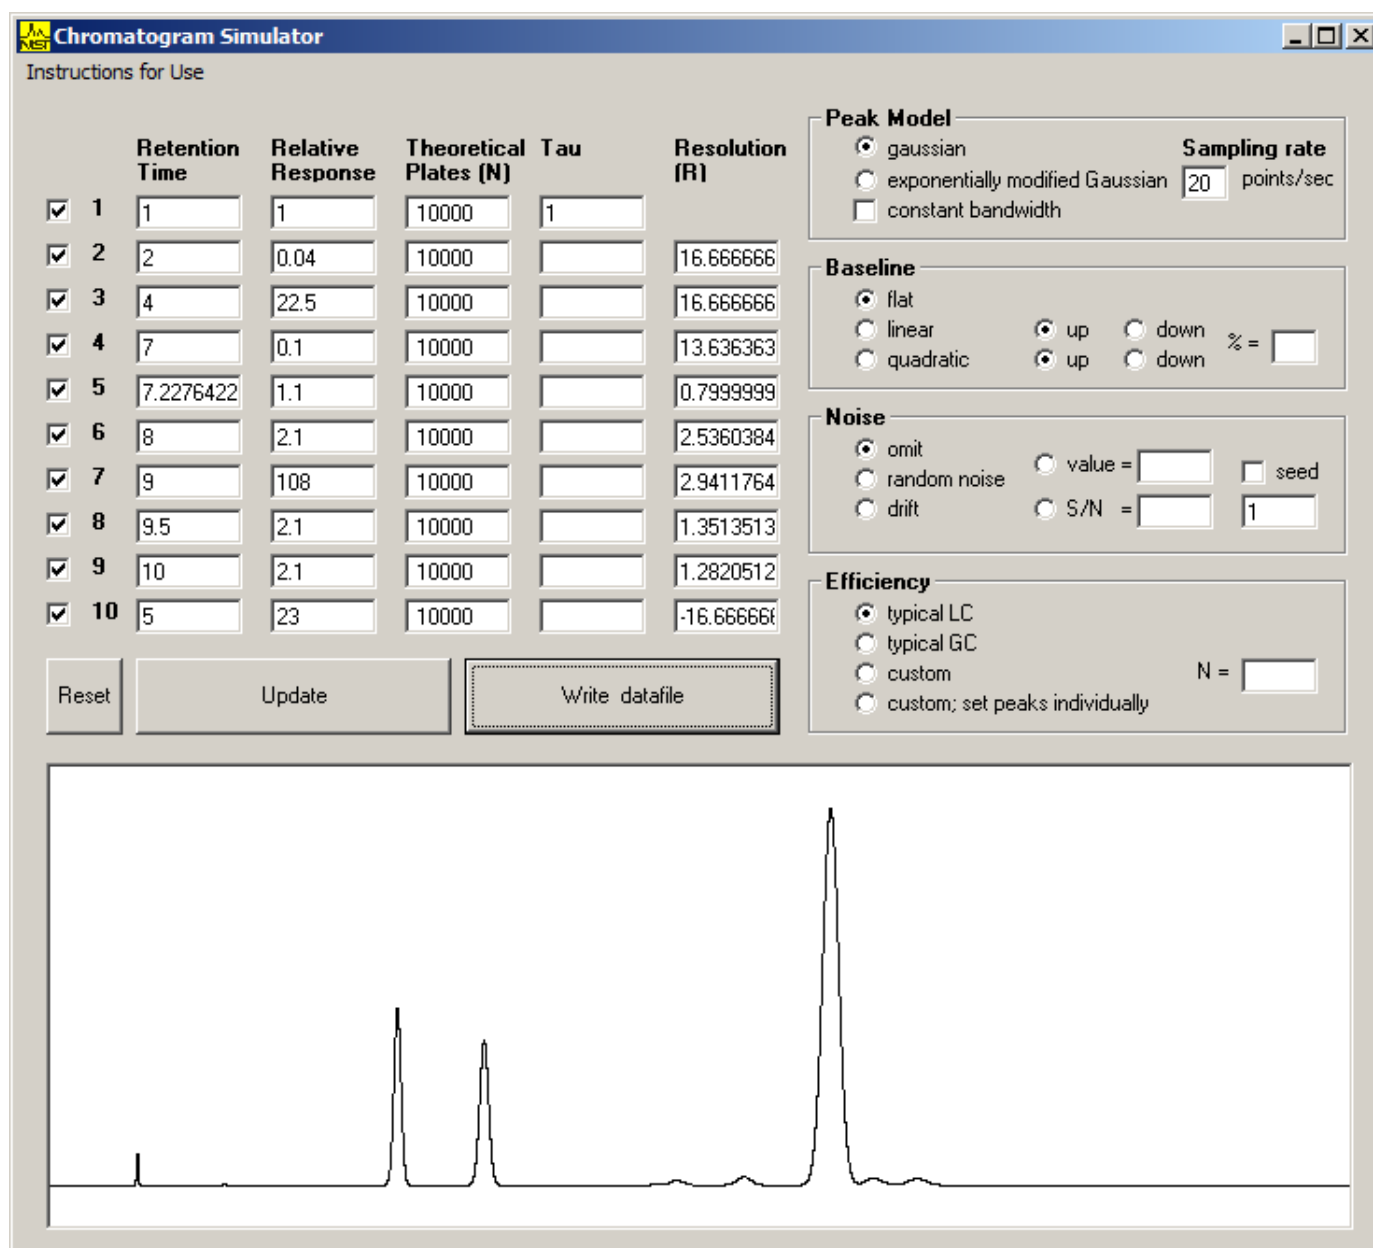 NIST Chromatogram Simulator
Instructions for Use
Retention Time Relative Response Theoretical Plates (N) Tau Resolution (R)
1 1 1 10000 1
2 2 0.04 10000 16.666666
3 4 22.5 10000 16.666666
4 7 0.1 10000 13.636363
5 7.2276422 1.1 10000 0.7999999
6 8 2.1 10000 2.5360384
7 9 108 10000 2.9411764
8 9.5 2.1 10000 1.3513513
9 10 2.1 10000 1.2820512
10 5 23 10000 -16.666666
Reset Update Write datafile
Peak Model
gaussian Sampling rate
exponentially modified Gaussian 20 points/sec
constant bandwidth
Baseline
flat
linear up down % =
quadratic up down
Noise
omit value = seed
random noise
drift S/N = 1
Efficiency
typical LC
typical GC
custom N =
custom; set peaks individually